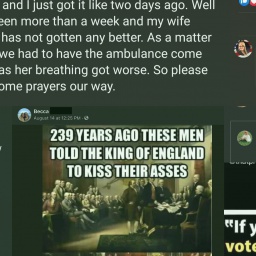 and I just got it like two days ago. Well
een more than a week and my wife
has not gotten any better. As a matter
we had to have the ambulance come
as her breathing got worse. So please
ome prayers our way.
Becca
August 14 at 12:25 PM
239 YEARS AGO THESE MEN
TOLD THE KING OF ENGLAND
TO KISS THEIR ASSES
"If y
vote